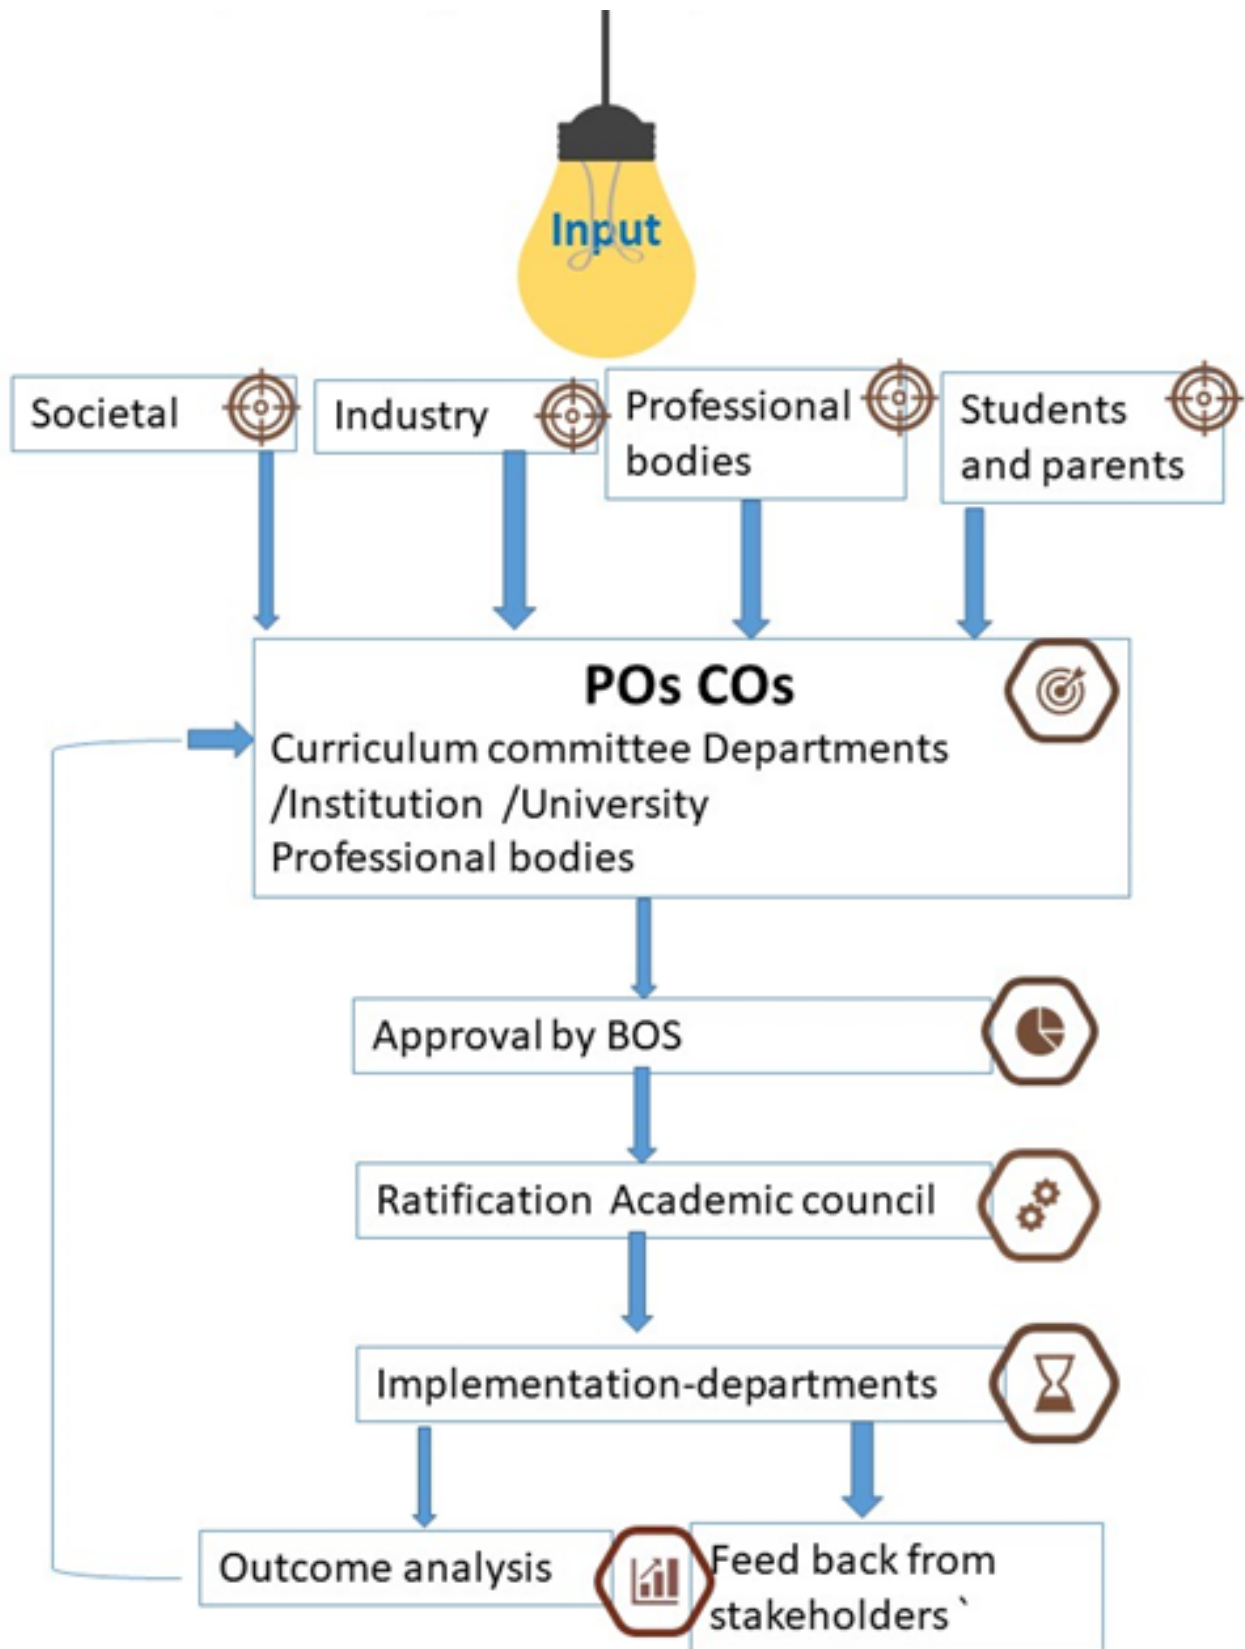 Input
Societal
Industry
Professional
bodies
Students
and parents
POs COs
Curriculum committee Departments
/Institution /University
Professional bodies
Approval by BOS
Ratification Academic council
Implementation-departments
Outcome analysis
Feed back from
stakeholders `